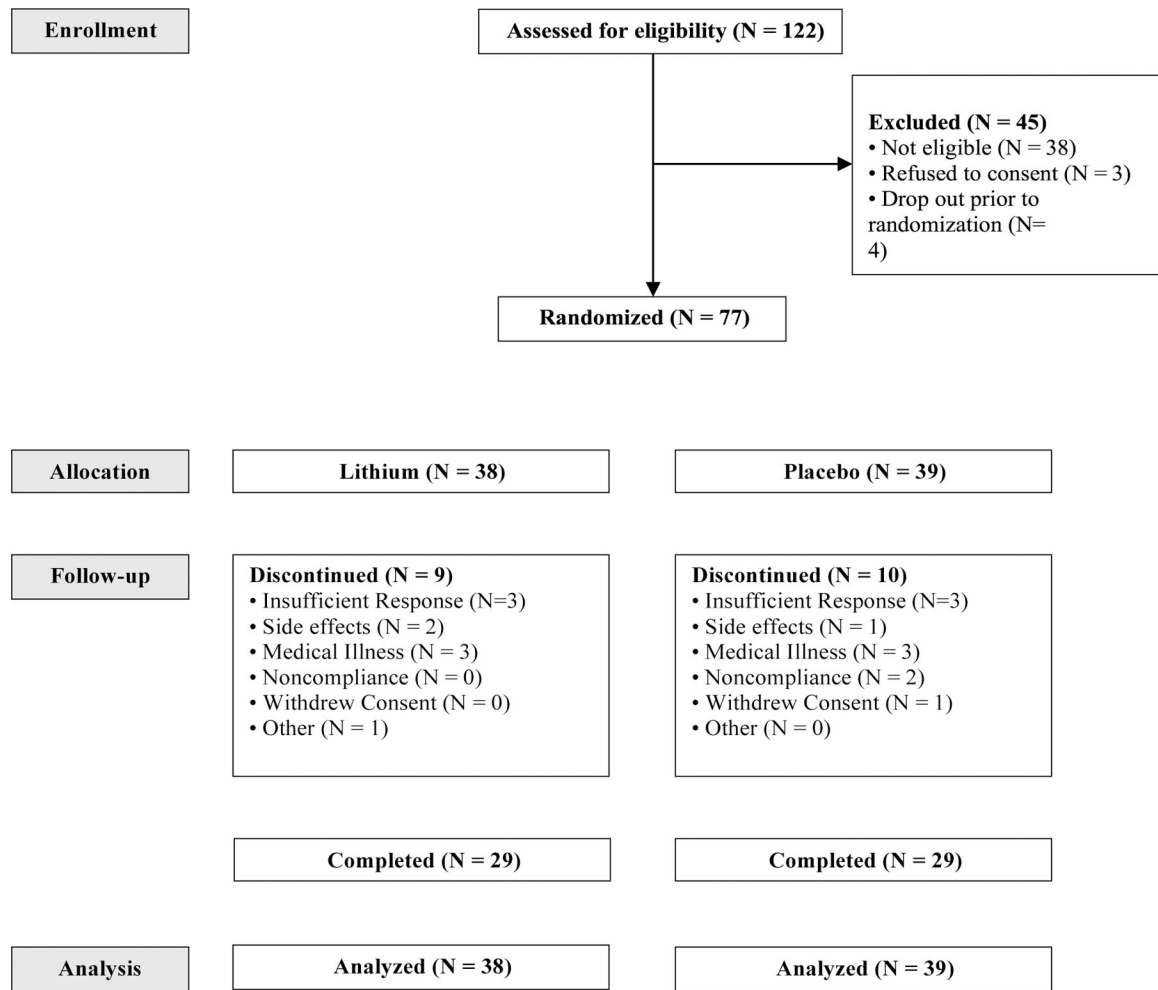 Enrollment
Assessed for eligibility (N = 122)
Excluded (N = 45)
• Not eligible (N = 38)
• Refused to consent (N = 3)
• Drop out prior to
randomization (N=
4)
Randomized (N = 77)
Allocation
Lithium (N = 38)
Placebo (N = 39)
Follow-up
Discontinued (N = 9)
• Insufficient Response (N=3)
• Side effects (N = 2)
• Medical Illness (N = 3)
• Noncompliance (N = 0)
• Withdrew Consent (N = 0)
• Other (N = 1)
Discontinued (N = 10)
• Insufficient Response (N=3)
• Side effects (N = 1)
• Medical Illness (N = 3)
• Noncompliance (N = 2)
• Withdrew Consent (N = 1)
• Other (N = 0)
Completed (N = 29)
Completed (N = 29)
Analysis
Analyzed (N = 38)
Analyzed (N = 39)